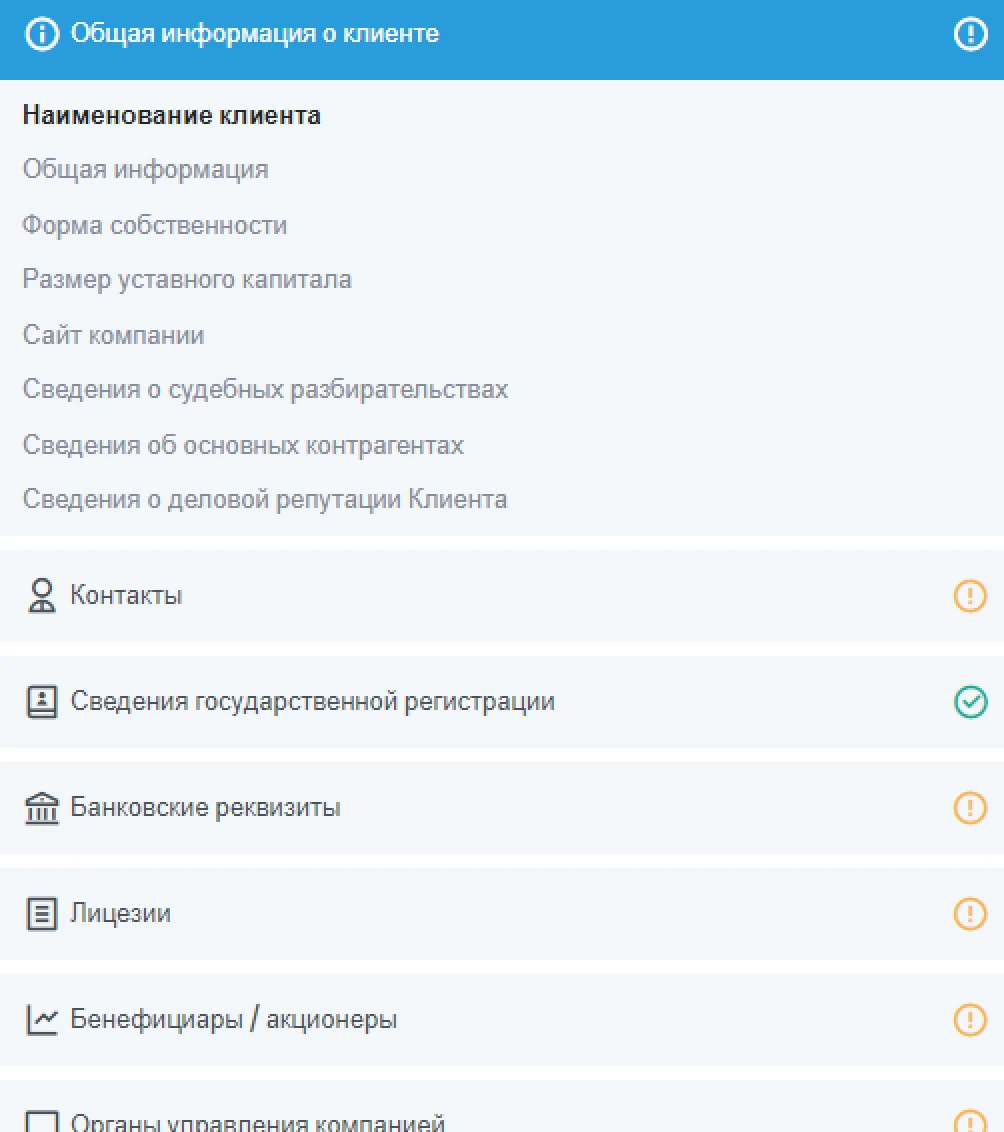 Общая информация о клиенте
Наименование клиента
Общая информация
Форма собственности
Размер уставного капитала
Сайт компании
Сведения о судебных разбирательствах
Сведения об основных контрагентах
Сведения о деловой репутации Клиента
Контакты
Сведения государственной регистрации
Банковские реквизиты
Лицезии
Бенефициары / акционеры
Органы управления компанией